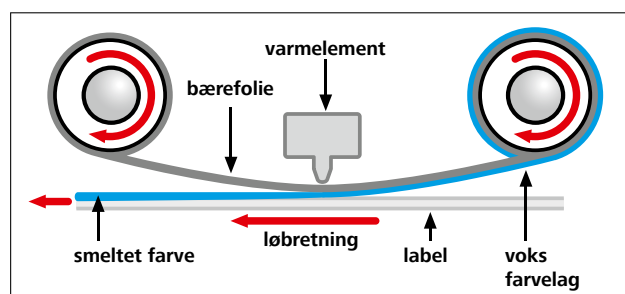 varmelement
bærefolie
løbretning
smeltet farve
label
voks
farvelag